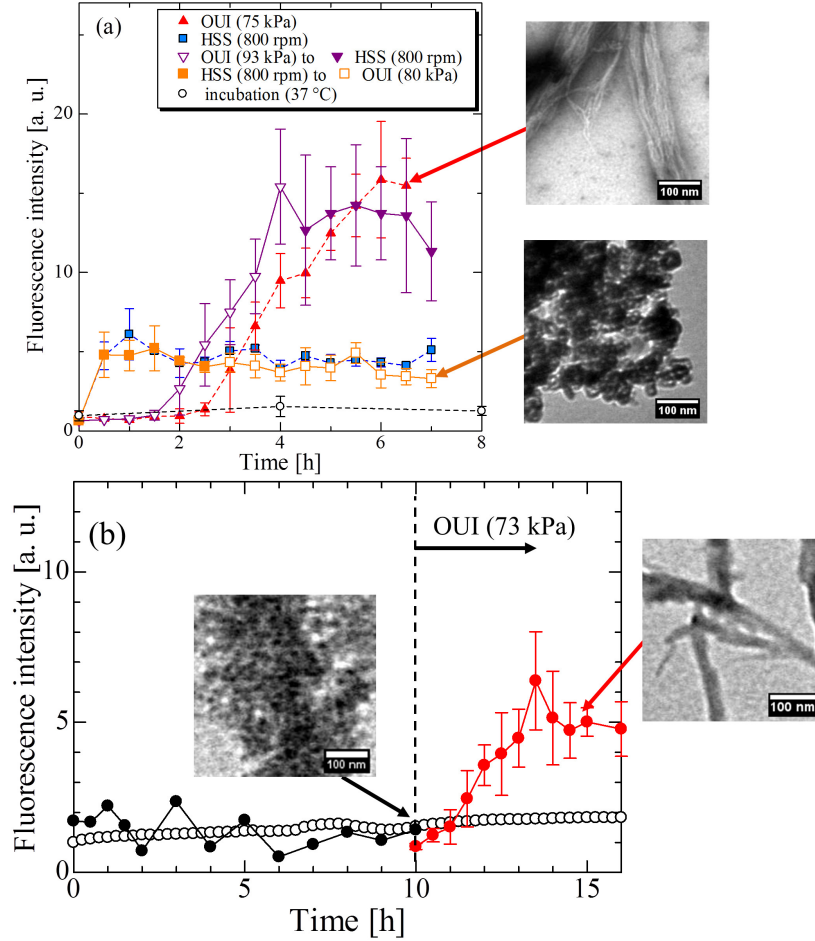 (a)
OUI (75 kPa)
HSS (800 rpm)
OUI (93 kPa) to HSS (800 rpm)
HSS (800 rpm) to OUI (80 kPa)
incubation (37 °C)
Fluorescence intensity [a. u.]
20
10
0
0 2 4 6 8
Time [h]
100 nm
100 nm
(b)
OUI (73 kPa)
Fluorescence intensity [a. u.]
10
5
0
0 5 10 15
Time [h]
100 nm
100 nm